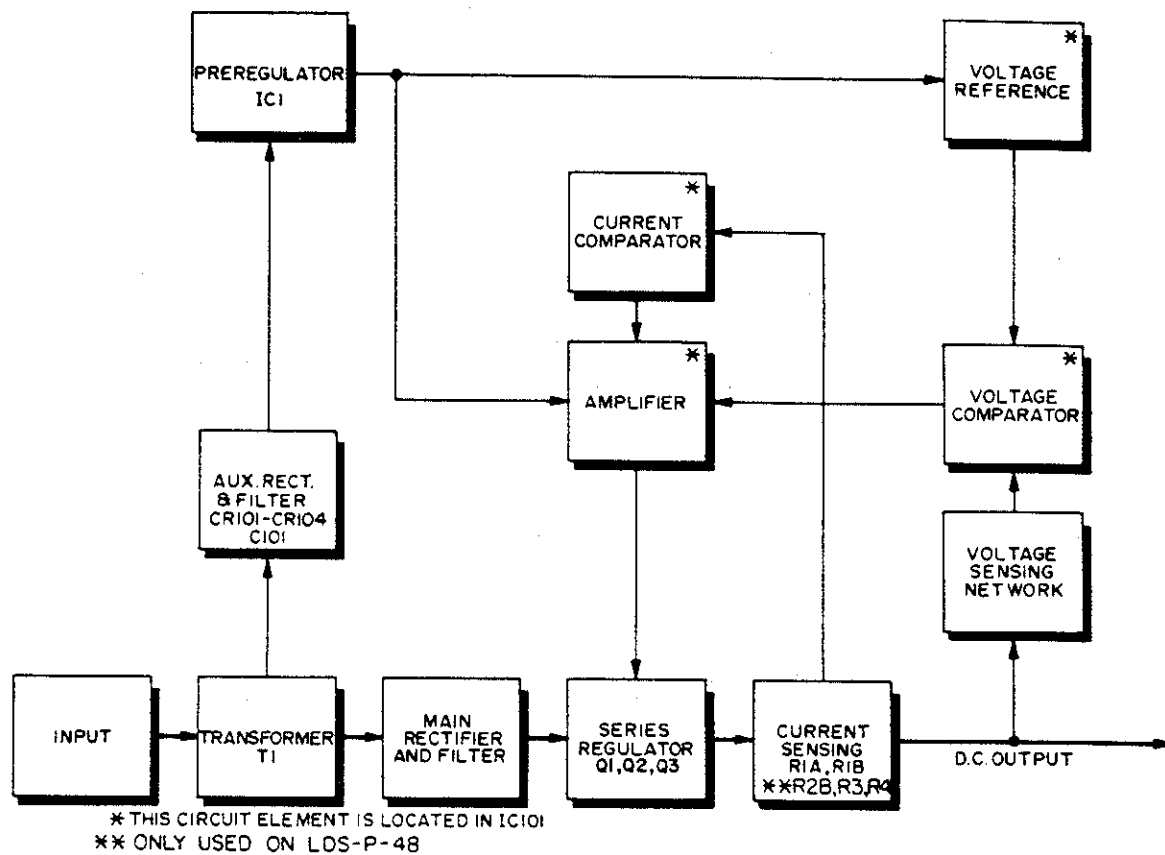 PREREGULATOR
IC1
*
VOLTAGE
REFERENCE
*
CURRENT
COMPARATOR
*
AMPLIFIER
*
VOLTAGE
COMPARATOR
AUX. RECT.
& FILTER
CR101-CR104
C101
VOLTAGE
SENSING
NETWORK
INPUT
TRANSFORMER
T1
MAIN
RECTIFIER
AND FILTER
SERIES
REGULATOR
Q1,Q2,Q3
CURRENT
SENSING
R1A, R1B
**R2B,R3,R4
D.C. OUTPUT
* THIS CIRCUIT ELEMENT IS LOCATED IN IC101
** ONLY USED ON LDS-P-48